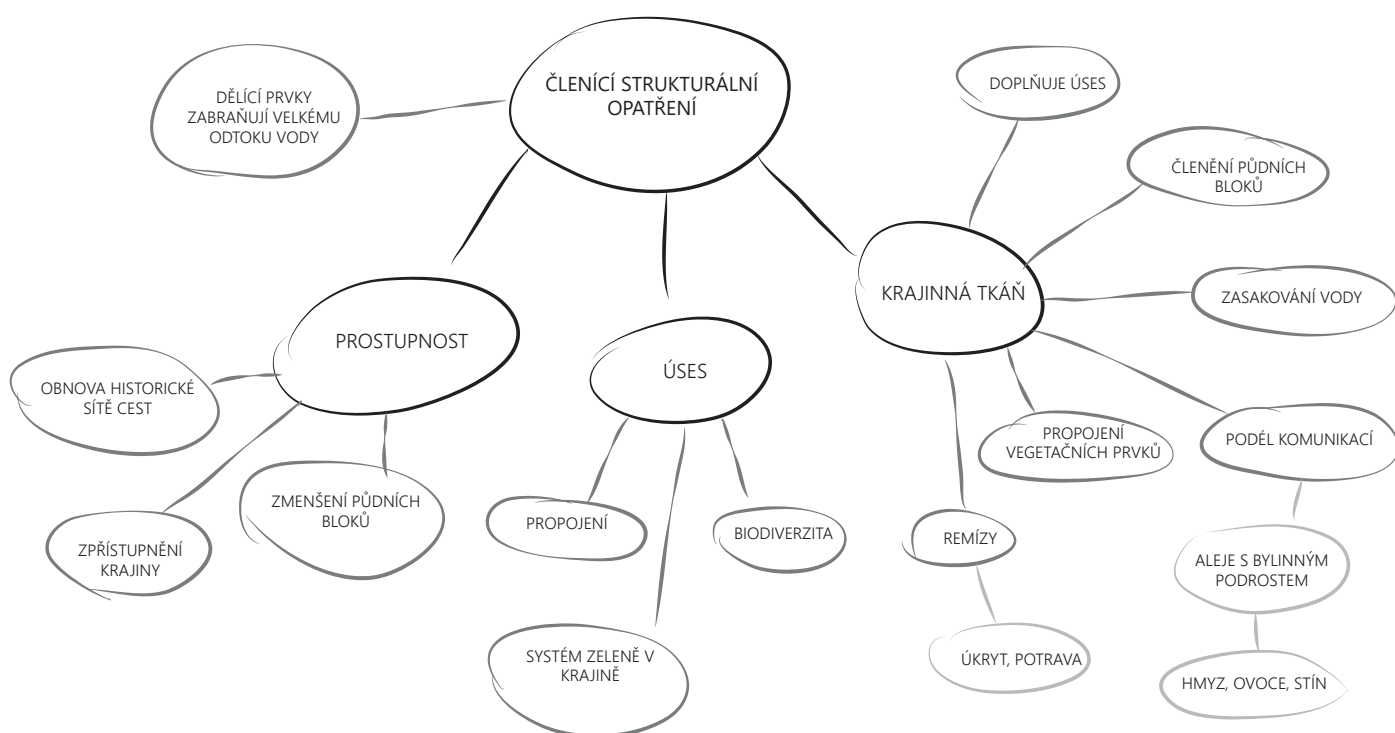 ČLENÍCÍ STRUKTURÁLNÍ
OPATŘENÍ
DĚLÍCÍ PRVKY
ZABRAŇUJÍ VELKÉMU
ODTOKU VODY
DOPLŇUJE ÚSES
ČLENĚNÍ PŮDNÍCH
BLOKŮ
KRAJINNÁ TKÁŇ
ZASAKOVÁNÍ VODY
PROSTUPNOST
ÚSES
OBNOVA HISTORICKÉ
SÍTĚ CEST
PROPOJENÍ
VEGETAČNÍCH PRVKŮ
PODÉL KOMUNIKACÍ
ZMENŠENÍ PŮDNÍCH
BLOKŮ
PROPOJENÍ
BIODIVERZITA
REMÍZY
ZPŘÍSTUPNĚNÍ
KRAJINY
ALEJE S BYLINNÝM
PODROSTEM
SYSTÉM ZELENĚ V
KRAJINĚ
ÚKRYT, POTRAVA
HMYZ, OVOCE, STÍN